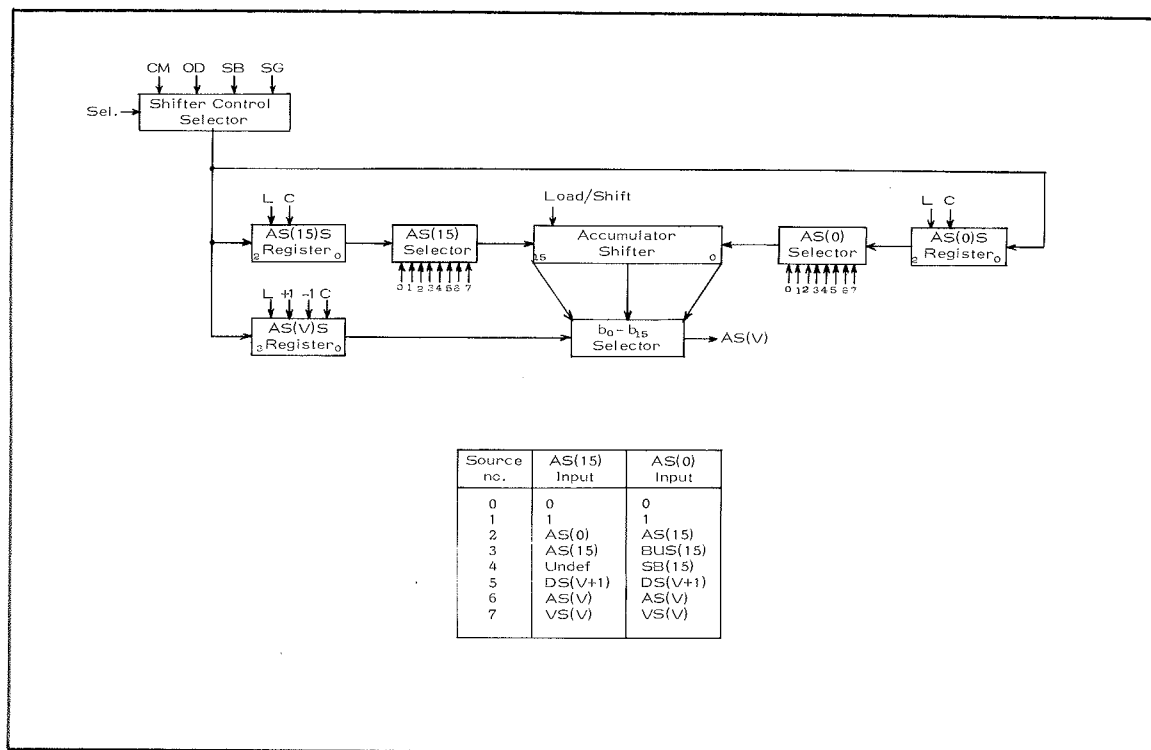 CM OD SB SG
Sel.
Shifter Control
Selector
L C
Load/Shift
L C
AS(15)S
Register
2 0
AS(15)
Selector
0 1 2 3 4 5 6 7
Accumulator
Shifter
15 0
AS(0)
Selector
0 1 2 3 4 5 6 7
AS(0)S
Register
2 0
L +1 -1 C
AS(V)S
Register
3 0
b0 - b15
Selector
AS(V)
Source no. AS(15) Input AS(0) Input
0 0 0
1 1 1
2 AS(0) AS(15)
3 AS(15) BUS(15)
4 Undef SB(15)
5 DS(V+1) DS(V+1)
6 AS(V) AS(V)
7 VS(V) VS(V)